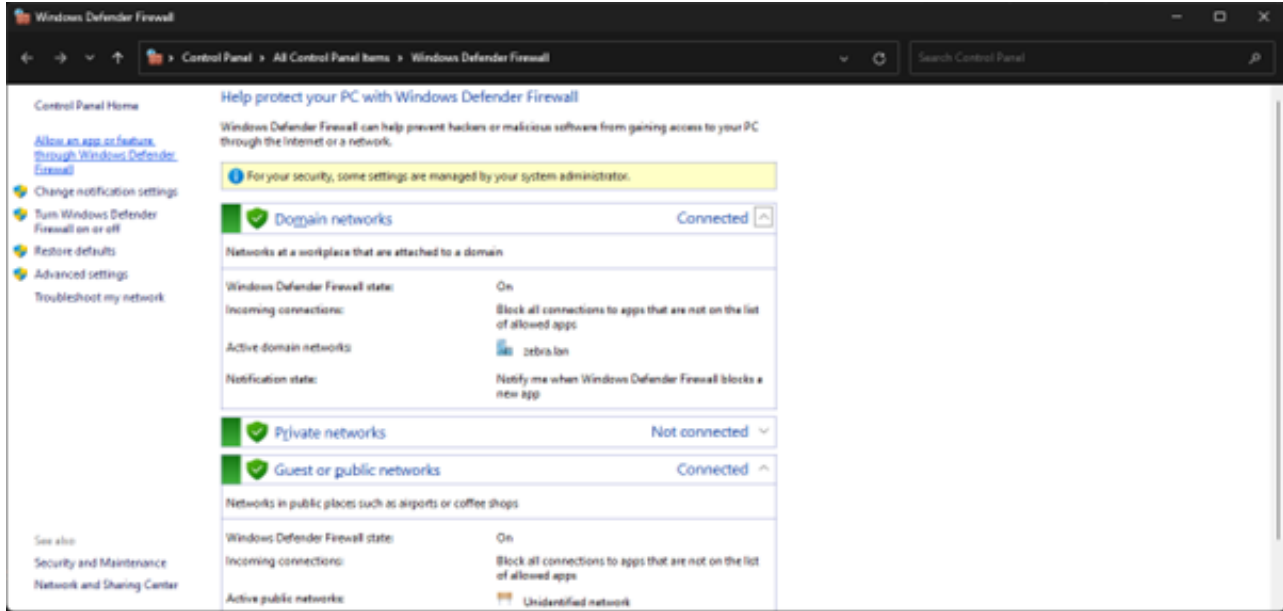 Windows Defender Firewall
Control Panel > All Control Panel Items > Windows Defender Firewall
Search Control Panel
Control Panel Home
Allow an app or feature
through Windows Defender
Firewall
Change notification settings
Turn Windows Defender
Firewall on or off
Restore defaults
Advanced settings
Troubleshoot my network
See also
Security and Maintenance
Network and Sharing Center
Help protect your PC with Windows Defender Firewall
Windows Defender Firewall can help prevent hackers or malicious software from gaining access to your PC
through the Internet or a network.
For your security, some settings are managed by your system administrator.
Domain networks Connected
Networks at a workplace that are attached to a domain
Windows Defender Firewall state: On
Incoming connections: Block all connections to apps that are not on the list
of allowed apps
Active domain networks: zebra.lan
Notification state: Notify me when Windows Defender Firewall blocks a
new app
Private networks Not connected
Guest or public networks Connected
Networks in public places such as airports or coffee shops
Windows Defender Firewall state: On
Incoming connections: Block all connections to apps that are not on the list
of allowed apps
Active public networks: Unidentified network